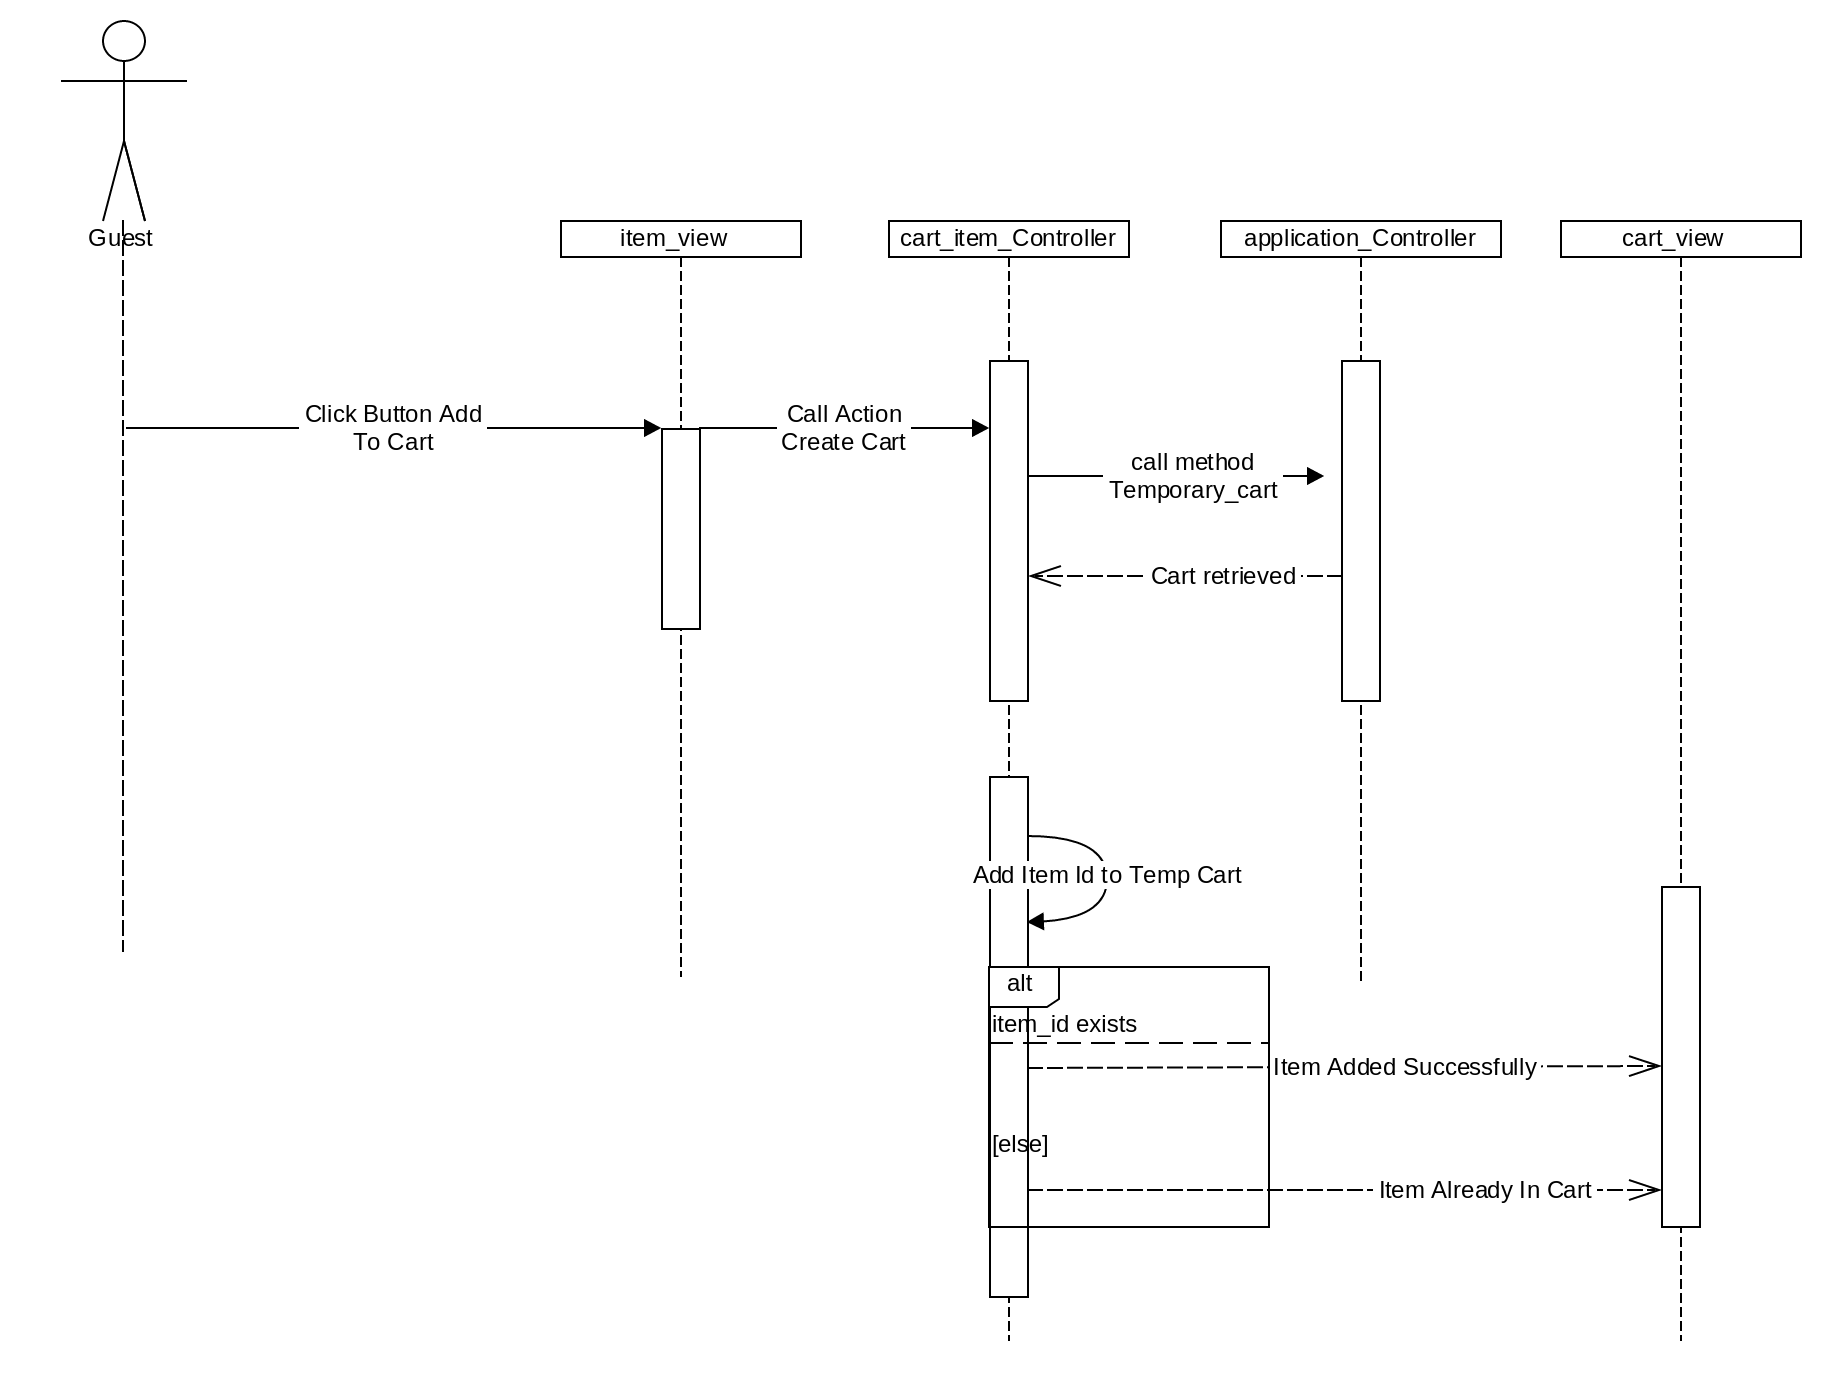 Guest
item_view
cart_item_Controller
application_Controller
cart_view
Click Button Add
To Cart
Call Action
Create Cart
call method
Temporary_cart
Cart retrieved
Add Item Id to Temp Cart
alt
item_id exists
Item Added Successfully
[else]
Item Already In Cart